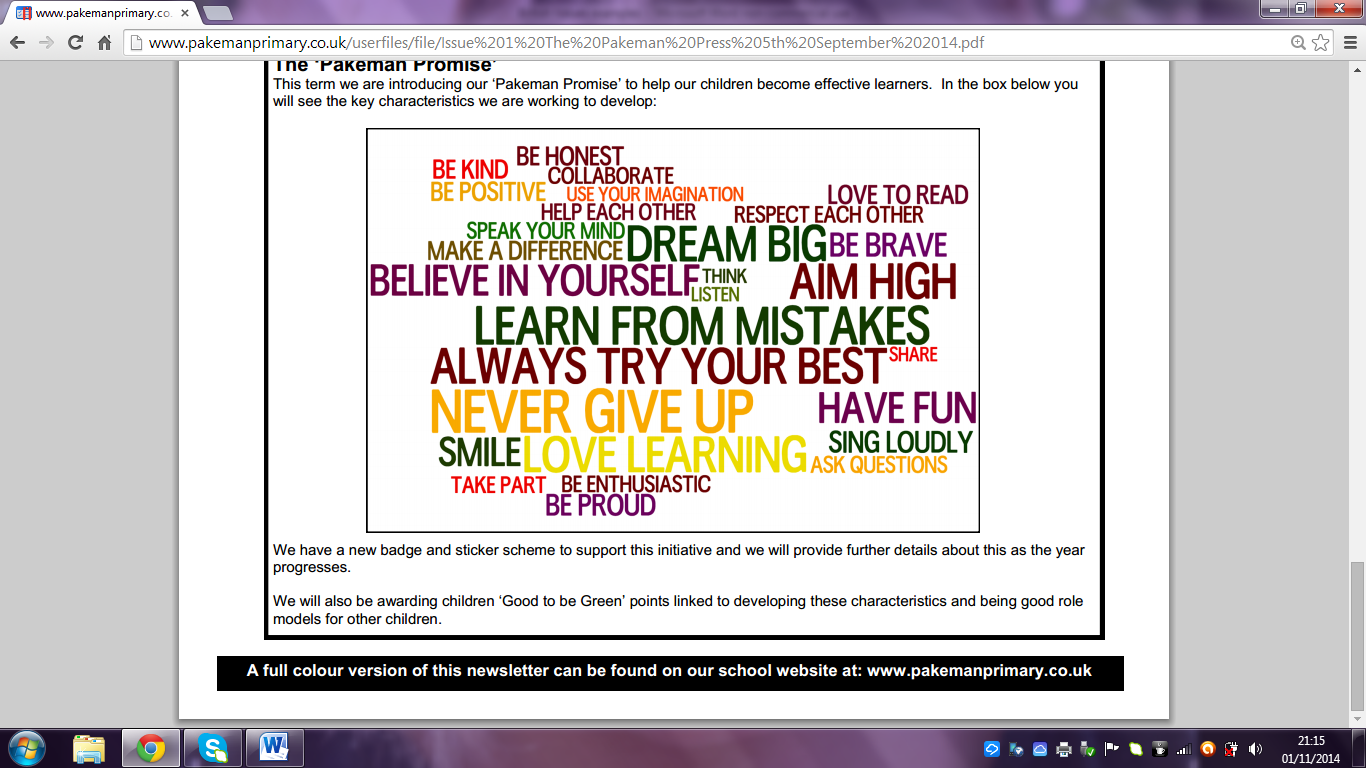 www.pakemanprimary.co.
www.pakemanprimary.co.uk/userfiles/file/Issue%201%20The%20Pakeman%20Press%205th%20September%202014.pdf
The ‘Pakeman Promise’
This term we are introducing our ‘Pakeman Promise’ to help our children become effective learners. In the box below you
will see the key characteristics we are working to develop:
BE HONEST
BE KIND
COLLABORATE
BE POSITIVE
USE YOUR IMAGINATION
LOVE TO READ
HELP EACH OTHER
RESPECT EACH OTHER
SPEAK YOUR MIND
DREAM BIG
BE BRAVE
MAKE A DIFFERENCE
BELIEVE IN YOURSELF
THINK
AIM HIGH
LISTEN
LEARN FROM MISTAKES
ALWAYS TRY YOUR BEST
SHARE
NEVER GIVE UP
HAVE FUN
SING LOUDLY
SMILE
LOVE LEARNING
ASK QUESTIONS
TAKE PART
BE ENTHUSIASTIC
BE PROUD
We have a new badge and sticker scheme to support this initiative and we will provide further details about this as the year
progresses.
We will also be awarding children ‘Good to be Green’ points linked to developing these characteristics and being good role
models for other children.
A full colour version of this newsletter can be found on our school website at: www.pakemanprimary.co.uk
21:15
01/11/2014